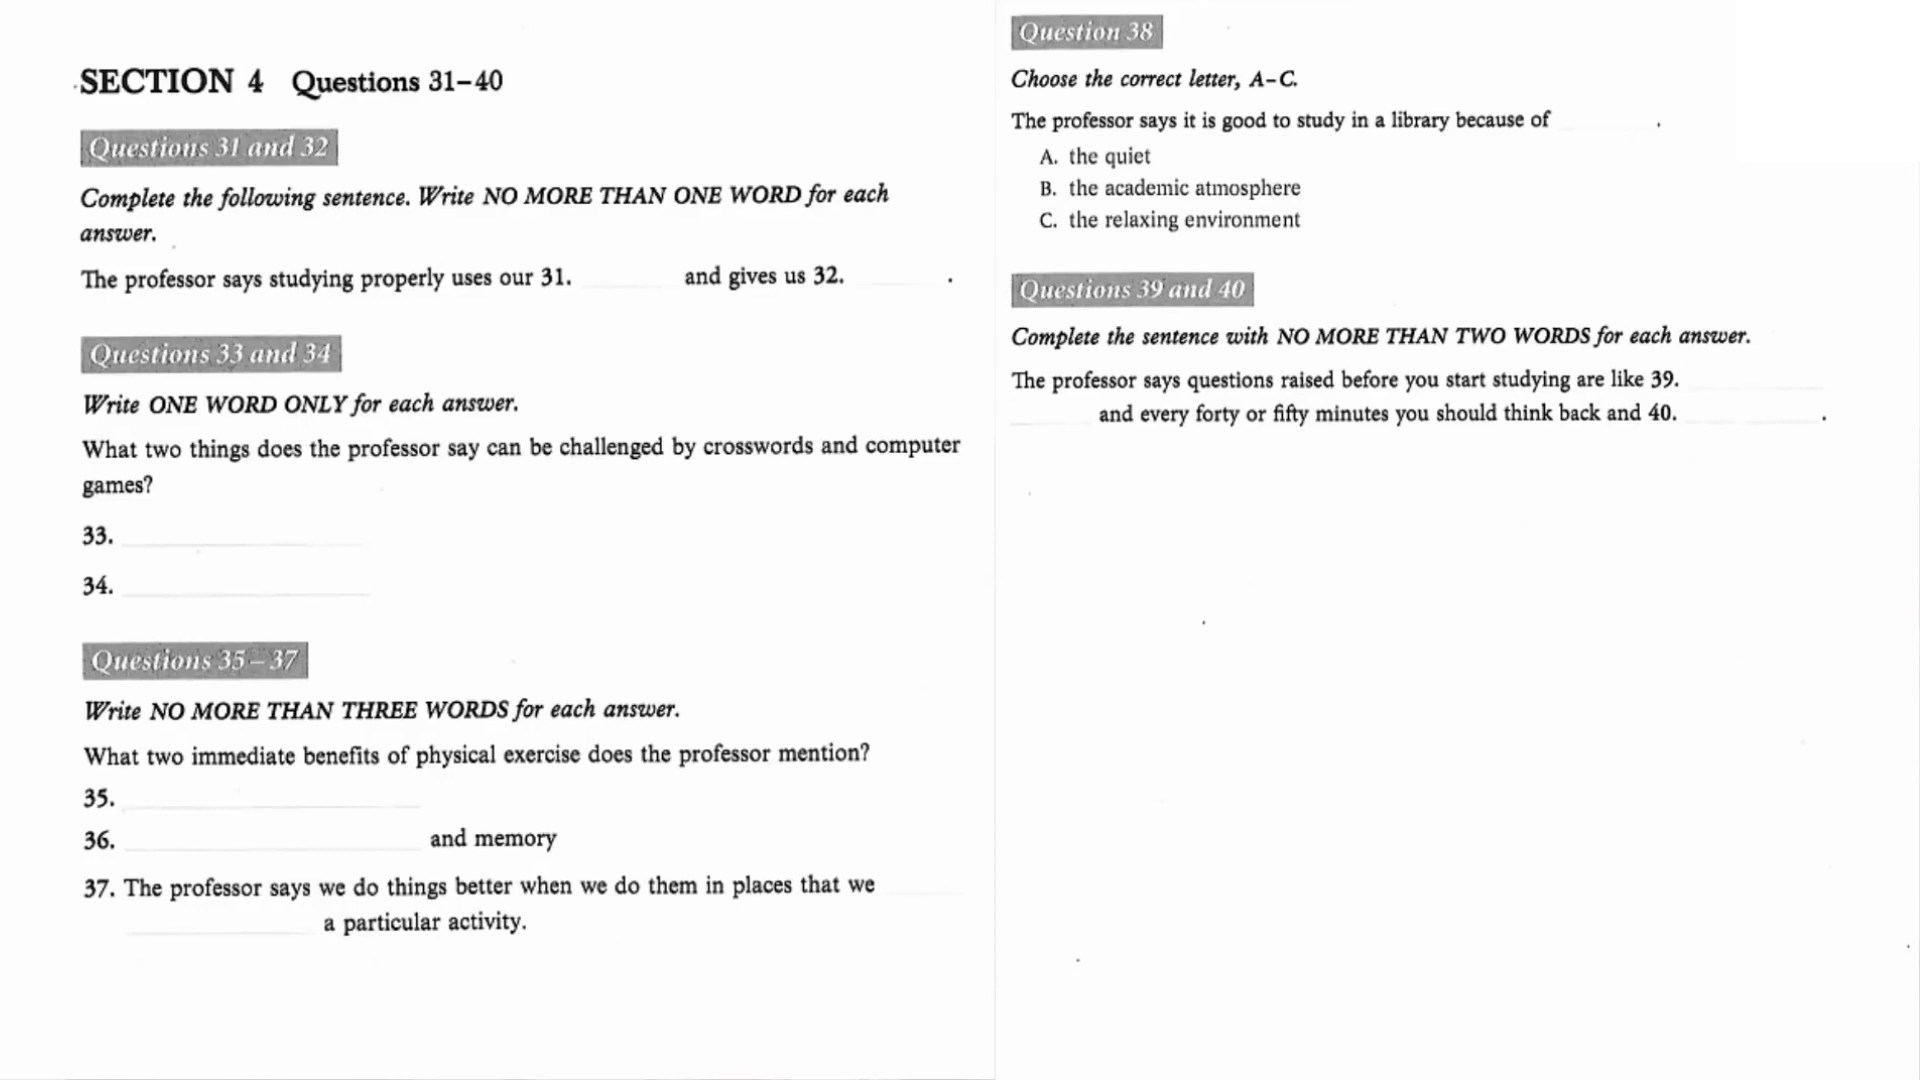 SECTION 4 Questions 31–40
Questions 31 and 32
Complete the following sentence. Write NO MORE THAN ONE WORD for each
answer.
The professor says studying properly uses our 31. and gives us 32. .
Questions 33 and 34
Write ONE WORD ONLY for each answer.
What two things does the professor say can be challenged by crosswords and computer
games?
33.
34.
Questions 35–37
Write NO MORE THAN THREE WORDS for each answer.
What two immediate benefits of physical exercise does the professor mention?
35.
36. and memory
37. The professor says we do things better when we do them in places that we
a particular activity.
Question 38
Choose the correct letter, A–C.
The professor says it is good to study in a library because of .
A. the quiet
B. the academic atmosphere
C. the relaxing environment
Questions 39 and 40
Complete the sentence with NO MORE THAN TWO WORDS for each answer.
The professor says questions raised before you start studying are like 39.
and every forty or fifty minutes you should think back and 40. .